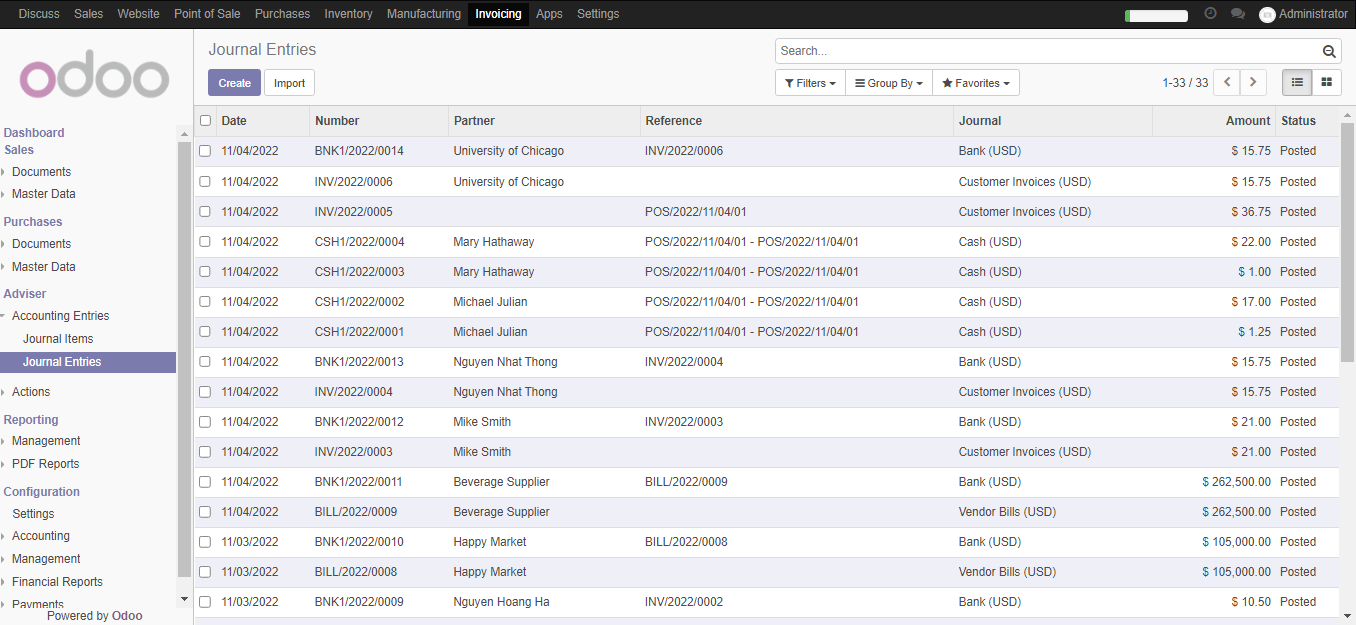 Discuss Sales Website Point of Sale Purchases Inventory Manufacturing Invoicing Apps Settings Administrator
odoo
Dashboard
Sales
Documents
Master Data
Purchases
Documents
Master Data
Adviser
Accounting Entries
Journal Items
Journal Entries
Actions
Reporting
Management
PDF Reports
Configuration
Settings
Accounting
Management
Financial Reports
Payments
Powered by Odoo
Journal Entries
Search...
Create Import
Filters Group By Favorites 1-33 / 33
Date Number Partner Reference Journal Amount Status
11/04/2022 BNK1/2022/0014 University of Chicago INV/2022/0006 Bank (USD) $ 15.75 Posted
11/04/2022 INV/2022/0006 University of Chicago Customer Invoices (USD) $ 15.75 Posted
11/04/2022 INV/2022/0005 POS/2022/11/04/01 Customer Invoices (USD) $ 36.75 Posted
11/04/2022 CSH1/2022/0004 Mary Hathaway POS/2022/11/04/01 - POS/2022/11/04/01 Cash (USD) $ 22.00 Posted
11/04/2022 CSH1/2022/0003 Mary Hathaway POS/2022/11/04/01 - POS/2022/11/04/01 Cash (USD) $ 1.00 Posted
11/04/2022 CSH1/2022/0002 Michael Julian POS/2022/11/04/01 - POS/2022/11/04/01 Cash (USD) $ 17.00 Posted
11/04/2022 CSH1/2022/0001 Michael Julian POS/2022/11/04/01 - POS/2022/11/04/01 Cash (USD) $ 1.25 Posted
11/04/2022 BNK1/2022/0013 Nguyen Nhat Thong INV/2022/0004 Bank (USD) $ 15.75 Posted
11/04/2022 INV/2022/0004 Nguyen Nhat Thong Customer Invoices (USD) $ 15.75 Posted
11/04/2022 BNK1/2022/0012 Mike Smith INV/2022/0003 Bank (USD) $ 21.00 Posted
11/04/2022 INV/2022/0003 Mike Smith Customer Invoices (USD) $ 21.00 Posted
11/04/2022 BNK1/2022/0011 Beverage Supplier BILL/2022/0009 Bank (USD) $ 262,500.00 Posted
11/04/2022 BILL/2022/0009 Beverage Supplier Vendor Bills (USD) $ 262,500.00 Posted
11/03/2022 BNK1/2022/0010 Happy Market BILL/2022/0008 Bank (USD) $ 105,000.00 Posted
11/03/2022 BILL/2022/0008 Happy Market Vendor Bills (USD) $ 105,000.00 Posted
11/03/2022 BNK1/2022/0009 Nguyen Hoang Ha INV/2022/0002 Bank (USD) $ 10.50 Posted